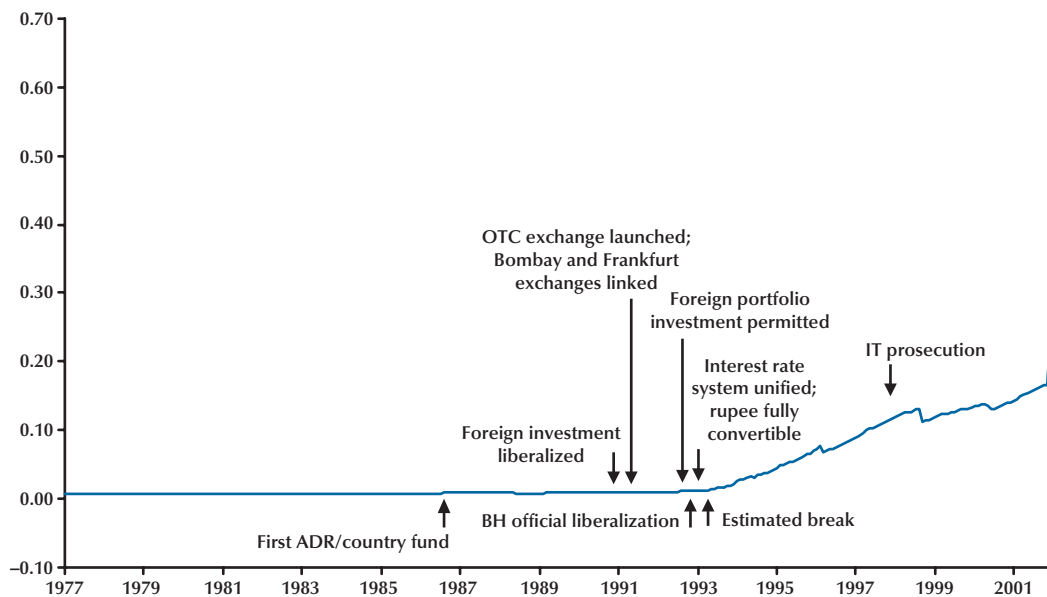 0.70
0.60
0.50
0.40
0.30
0.20
0.10
0.00
–0.10
OTC exchange launched;
Bombay and Frankfurt
exchanges linked
Foreign portfolio
investment permitted
IT prosecution
Interest rate
system unified;
rupee fully
convertible
Foreign investment
liberalized
BH official liberalization
Estimated break
First ADR/country fund
1977 1979 1981 1983 1985 1987 1989 1991 1993 1995 1997 1999 2001